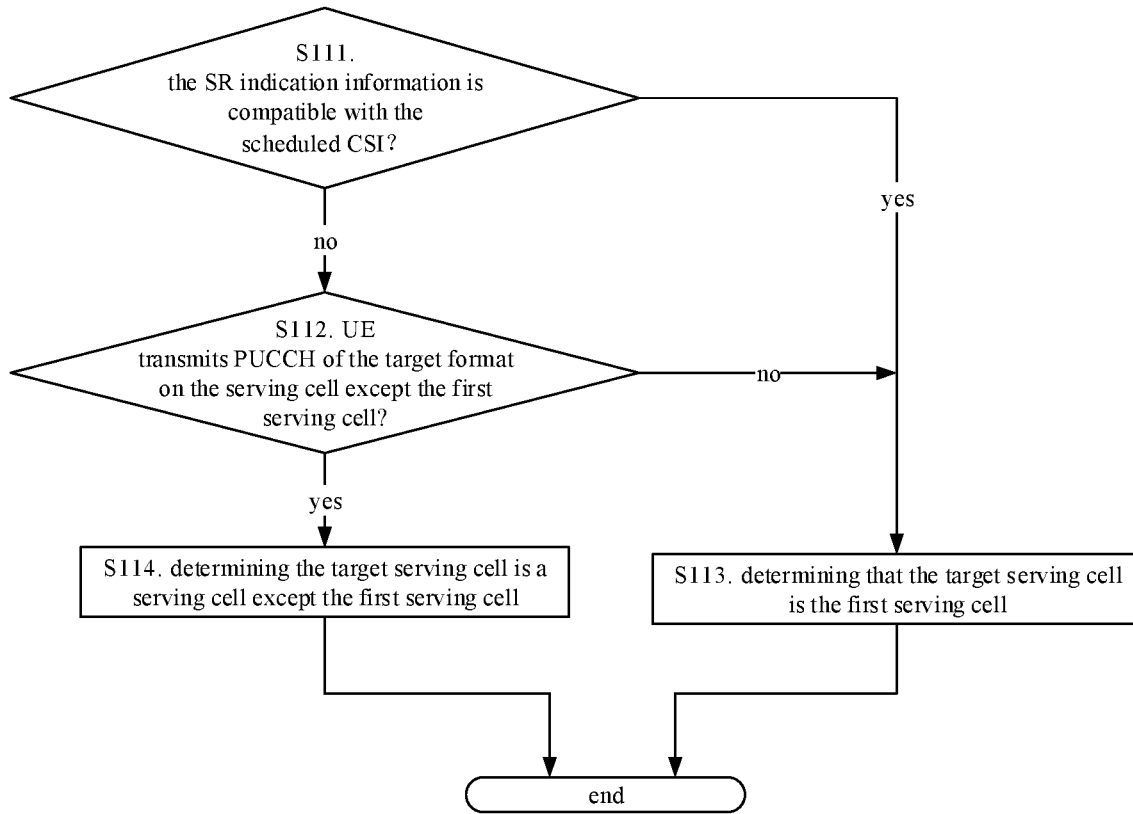 S111.
the SR indication information is
compatible with the
scheduled CSI?
yes
no
S112. UE
transmits PUCCH of the target format
on the serving cell except the first
serving cell?
no
yes
S114. determining the target serving cell is a
serving cell except the first serving cell
S113. determining that the target serving cell
is the first serving cell
end